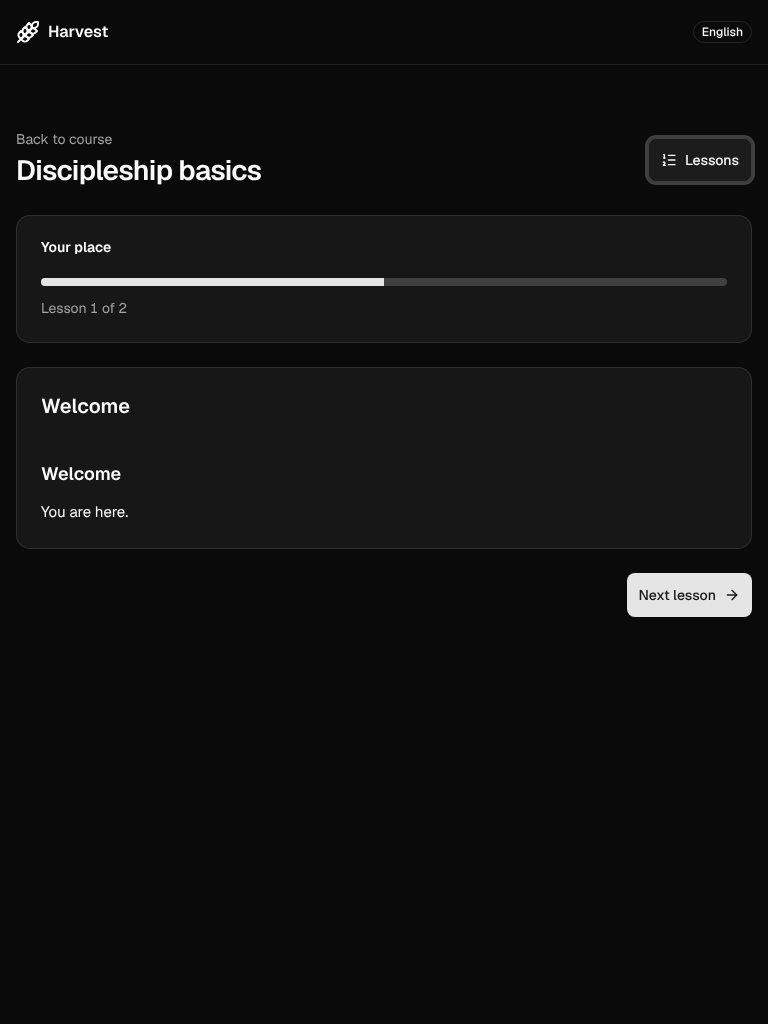 Harvest
English
Back to course
Discipleship basics
Lessons
Your place
Lesson 1 of 2
Welcome
Welcome
You are here.
Next lesson